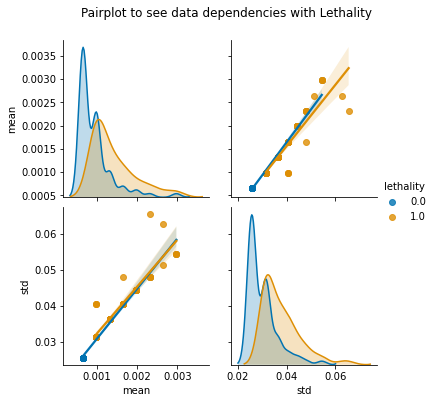 Pairplot to see data dependencies with Lethality
0.0035
0.0030
0.0025
0.0020
0.0015
0.0010
0.0005
mean
lethality
0.0
1.0
0.06
0.05
0.04
0.03
std
0.001 0.002 0.003
mean
0.02 0.04 0.06
std